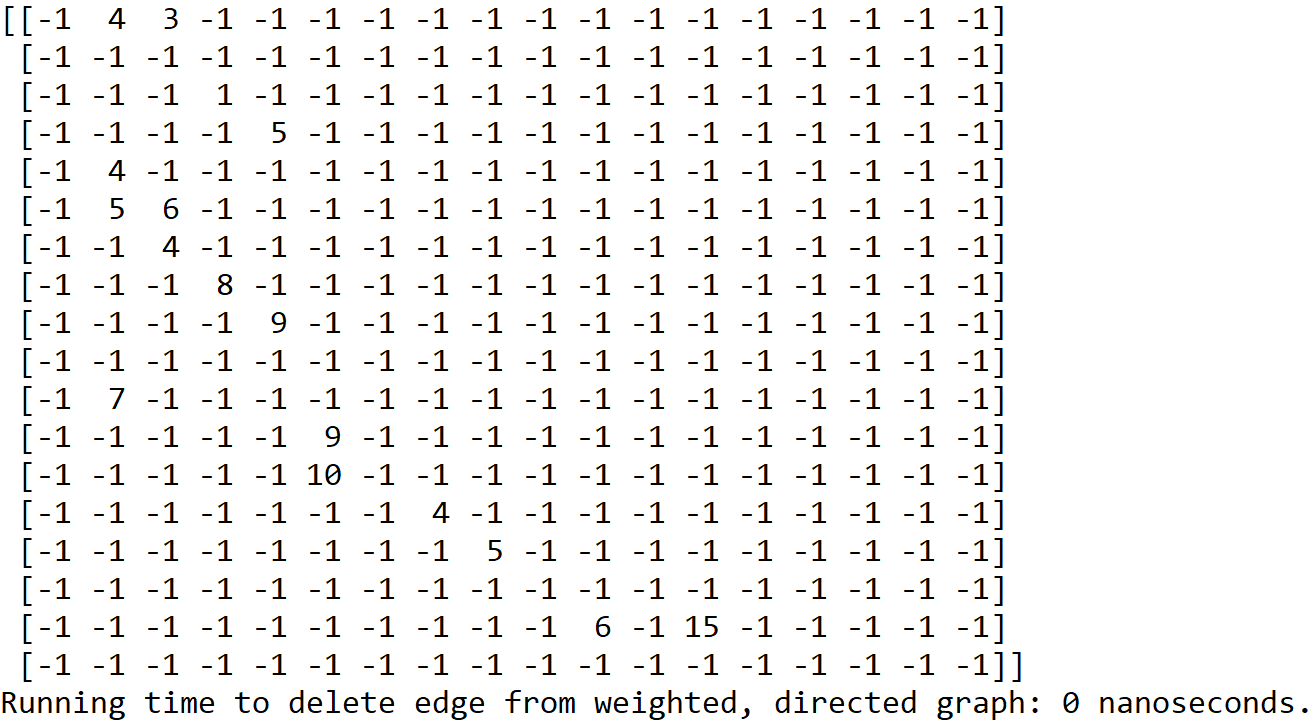 [[-1  4  3 -1 -1 -1 -1 -1 -1 -1 -1 -1 -1 -1 -1 -1 -1 -1]
 [-1 -1 -1 -1 -1 -1 -1 -1 -1 -1 -1 -1 -1 -1 -1 -1 -1 -1]
 [-1 -1 -1  1 -1 -1 -1 -1 -1 -1 -1 -1 -1 -1 -1 -1 -1 -1]
 [-1 -1 -1 -1  5 -1 -1 -1 -1 -1 -1 -1 -1 -1 -1 -1 -1 -1]
 [-1  4 -1 -1 -1 -1 -1 -1 -1 -1 -1 -1 -1 -1 -1 -1 -1 -1]
 [-1  5  6 -1 -1 -1 -1 -1 -1 -1 -1 -1 -1 -1 -1 -1 -1 -1]
 [-1 -1  4 -1 -1 -1 -1 -1 -1 -1 -1 -1 -1 -1 -1 -1 -1 -1]
 [-1 -1 -1  8 -1 -1 -1 -1 -1 -1 -1 -1 -1 -1 -1 -1 -1 -1]
 [-1 -1 -1 -1  9 -1 -1 -1 -1 -1 -1 -1 -1 -1 -1 -1 -1 -1]
 [-1 -1 -1 -1 -1 -1 -1 -1 -1 -1 -1 -1 -1 -1 -1 -1 -1 -1]
 [-1  7 -1 -1 -1 -1 -1 -1 -1 -1 -1 -1 -1 -1 -1 -1 -1 -1]
 [-1 -1 -1 -1 -1  9 -1 -1 -1 -1 -1 -1 -1 -1 -1 -1 -1 -1]
 [-1 -1 -1 -1 -1 10 -1 -1 -1 -1 -1 -1 -1 -1 -1 -1 -1 -1]
 [-1 -1 -1 -1 -1 -1 -1  4 -1 -1 -1 -1 -1 -1 -1 -1 -1 -1]
 [-1 -1 -1 -1 -1 -1 -1 -1  5 -1 -1 -1 -1 -1 -1 -1 -1 -1]
 [-1 -1 -1 -1 -1 -1 -1 -1 -1 -1 -1 -1 -1 -1 -1 -1 -1 -1]
 [-1 -1 -1 -1 -1 -1 -1 -1 -1 -1  6 -1 15 -1 -1 -1 -1 -1]
 [-1 -1 -1 -1 -1 -1 -1 -1 -1 -1 -1 -1 -1 -1 -1 -1 -1 -1]]
Running time to delete edge from weighted, directed graph: 0 nanoseconds.